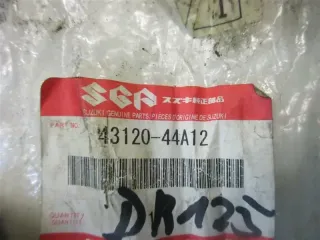 SGP スズキ純正部品
SUZUKI GENUINE PARTS/PIECES D'ORIGINE DE SUZUKI
PART NO.
43120-44A12
QUANTITY
DR125